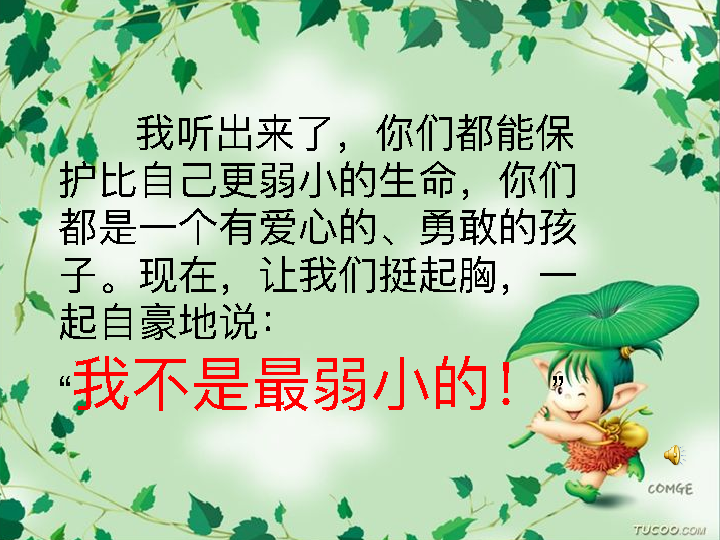 我听出来了，你们都能保
护比自己更弱小的生命，你们
都是一个有爱心的、勇敢的孩
子。现在，让我们挺起胸，一
起自豪地说：
“我不是最弱小的！”
COMGE
TUCOO.COM